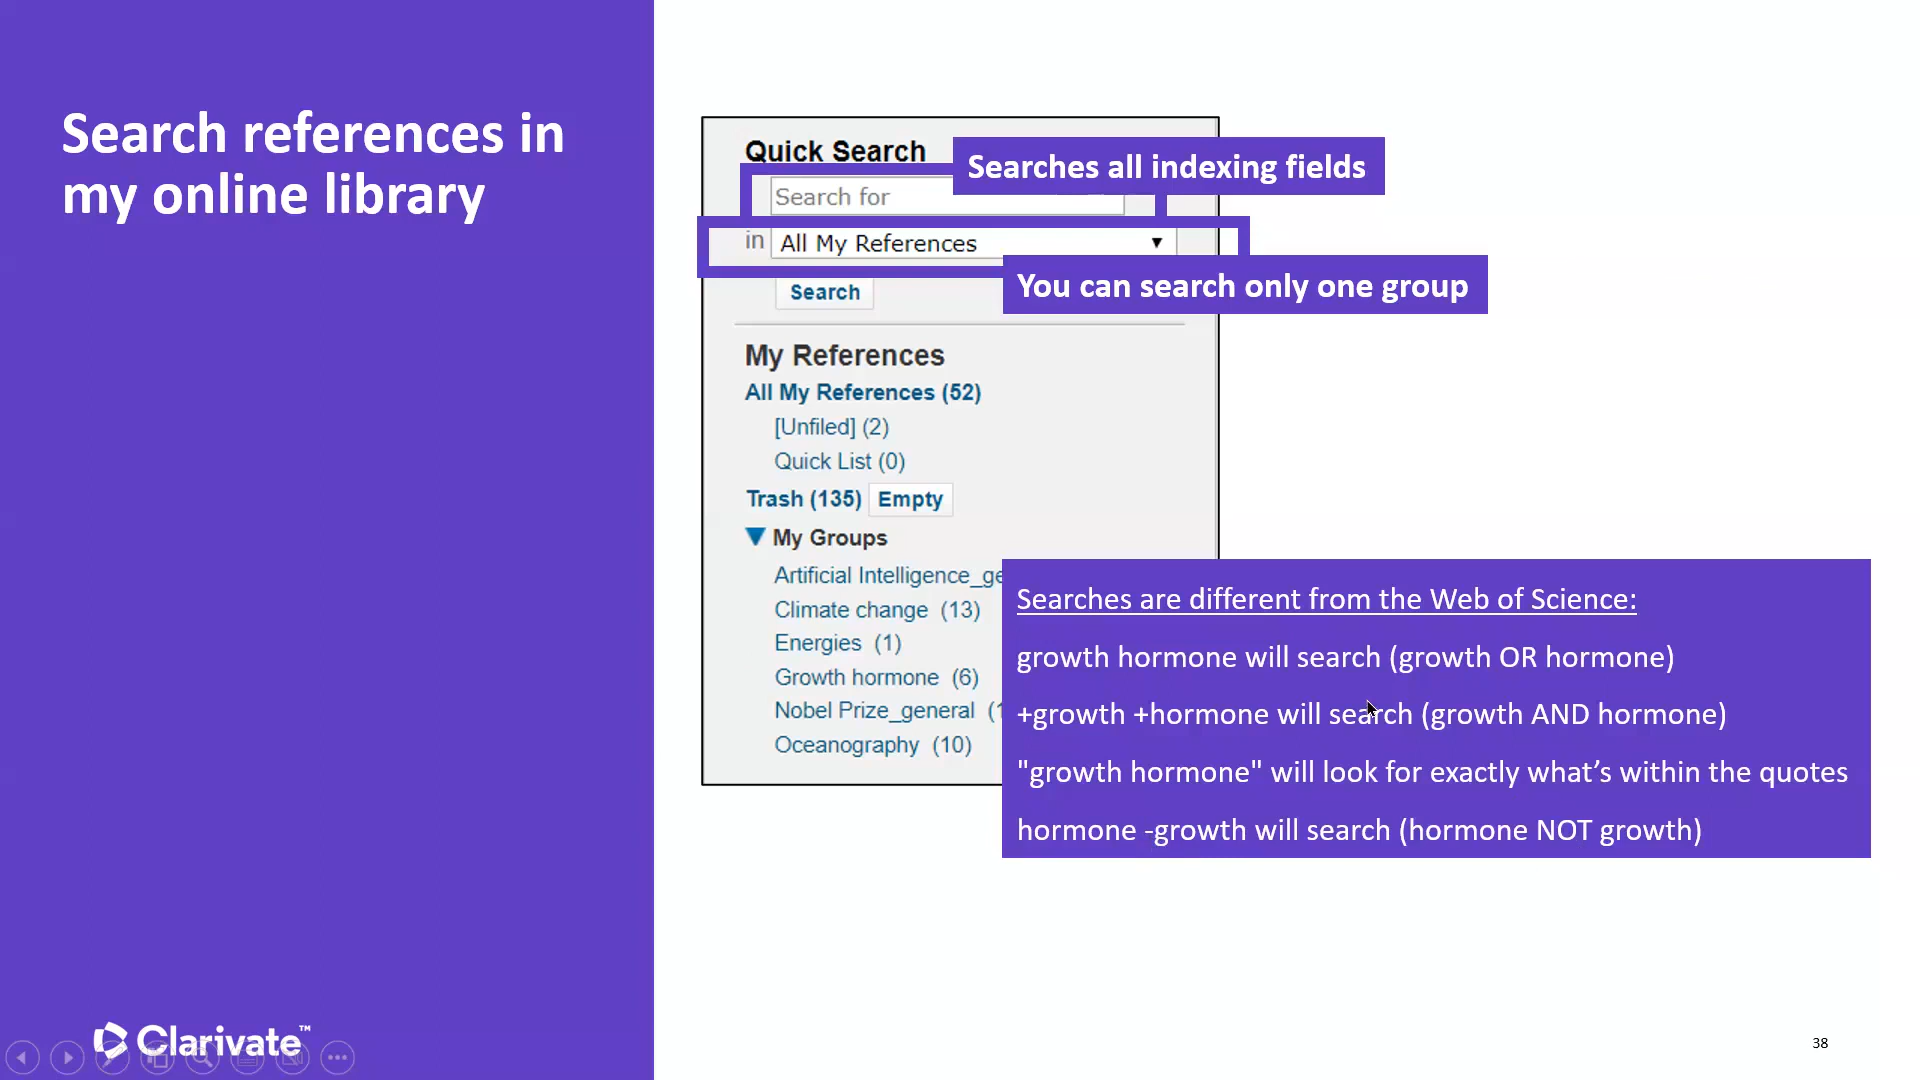 Search references in
my online library
Quick Search
Searches all indexing fields
Search for
in All My References
You can search only one group
Search
My References
All My References (52)
[Unfiled] (2)
Quick List (0)
Trash (135) Empty
My Groups
Artificial Intelligence_ge
Climate change (13)
Energies (1)
Growth hormone (6)
Nobel Prize_general (1
Oceanography (10)
Searches are different from the Web of Science:
growth hormone will search (growth OR hormone)
+growth +hormone will search (growth AND hormone)
"growth hormone" will look for exactly what’s within the quotes
hormone -growth will search (hormone NOT growth)
Clarivate™
38